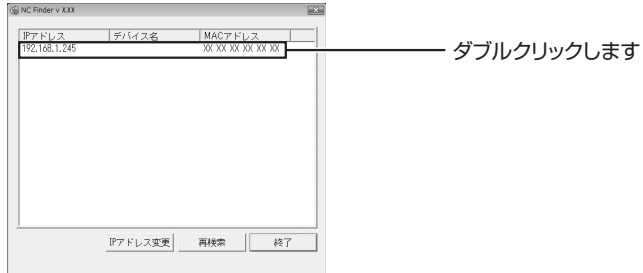 NC Finder v X.XX
IPアドレス デバイス名 MACアドレス
192.168.1.245 XX XX XX XX XX XX
ダブルクリックします
IPアドレス変更 再検索 終了